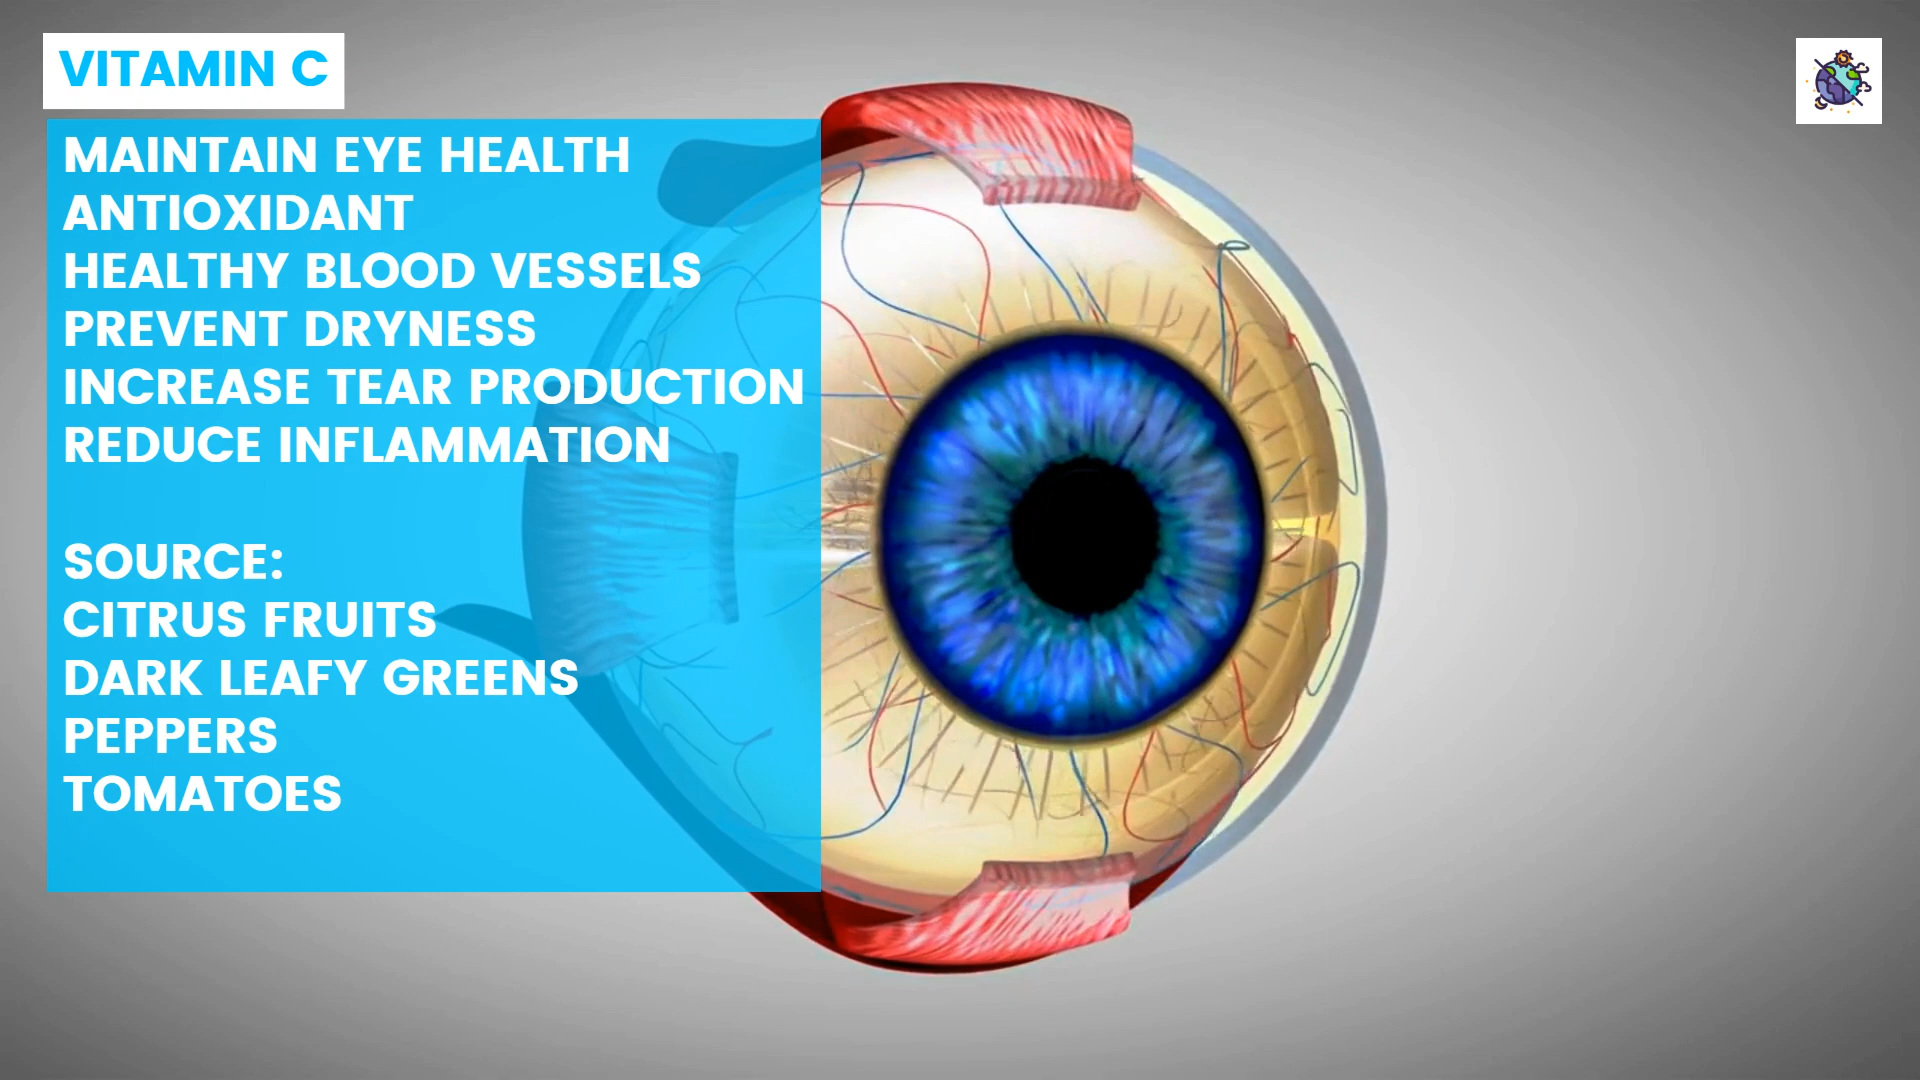 VITAMIN C
MAINTAIN EYE HEALTH
ANTIOXIDANT
HEALTHY BLOOD VESSELS
PREVENT DRYNESS
INCREASE TEAR PRODUCTION
REDUCE INFLAMMATION
SOURCE:
CITRUS FRUITS
DARK LEAFY GREENS
PEPPERS
TOMATOES